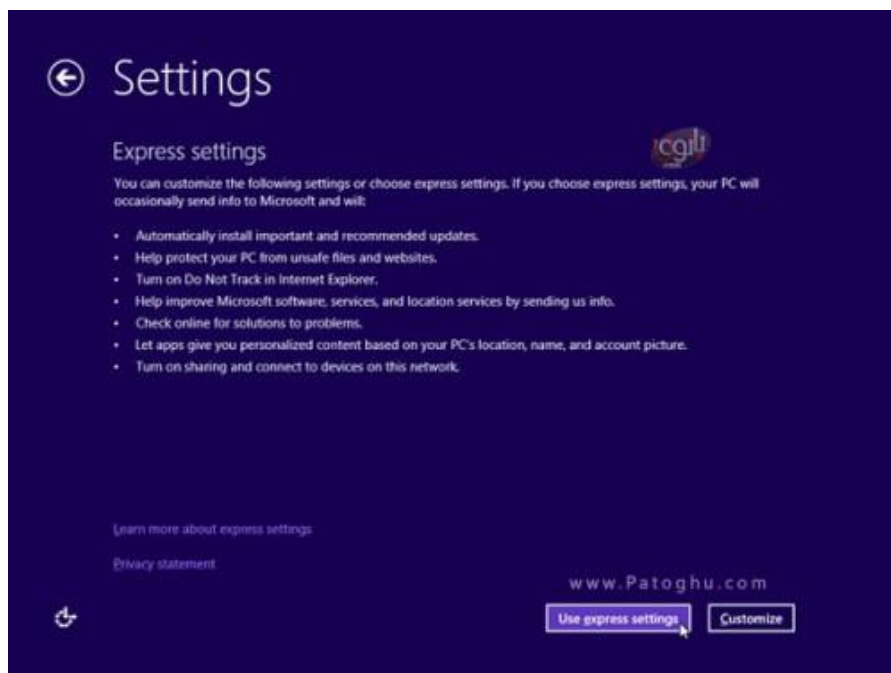 Settings
Express settings
You can customize the following settings or choose express settings. If you choose express settings, your PC will
occasionally send info to Microsoft and will:
• Automatically install important and recommended updates.
• Help protect your PC from unsafe files and websites.
• Turn on Do Not Track in Internet Explorer.
• Help improve Microsoft software, services, and location services by sending us info.
• Check online for solutions to problems.
• Let apps give you personalized content based on your PC's location, name, and account picture.
• Turn on sharing and connect to devices on this network.
Learn more about express settings
Privacy statement
www.Patoghu.com
Use express settings Customize